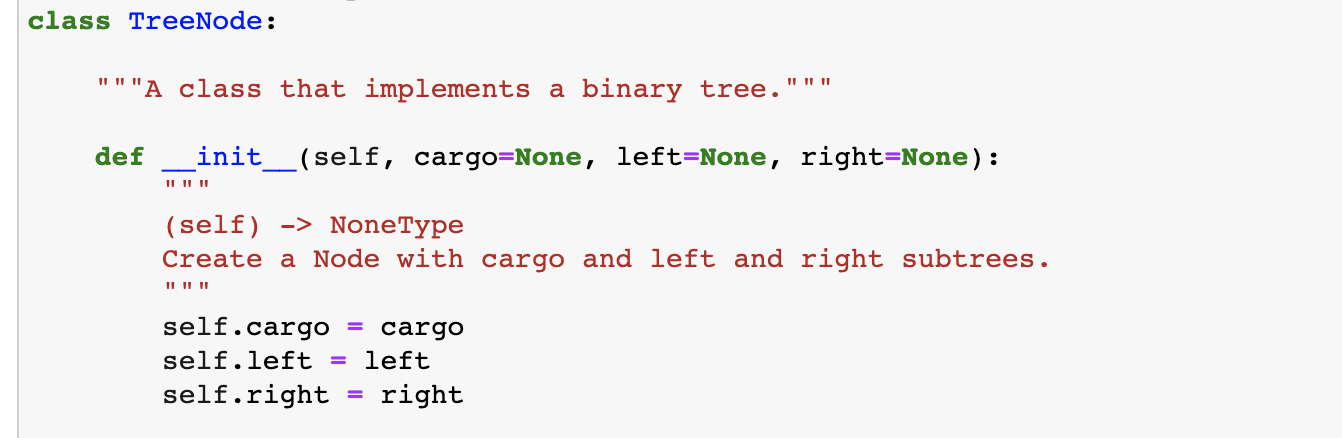 class TreeNode:
    """A class that implements a binary tree."""
    def __init__(self, cargo=None, left=None, right=None):
        """
        (self) -> NoneType
        Create a Node with cargo and left and right subtrees.
        """
        self.cargo = cargo
        self.left = left
        self.right = right